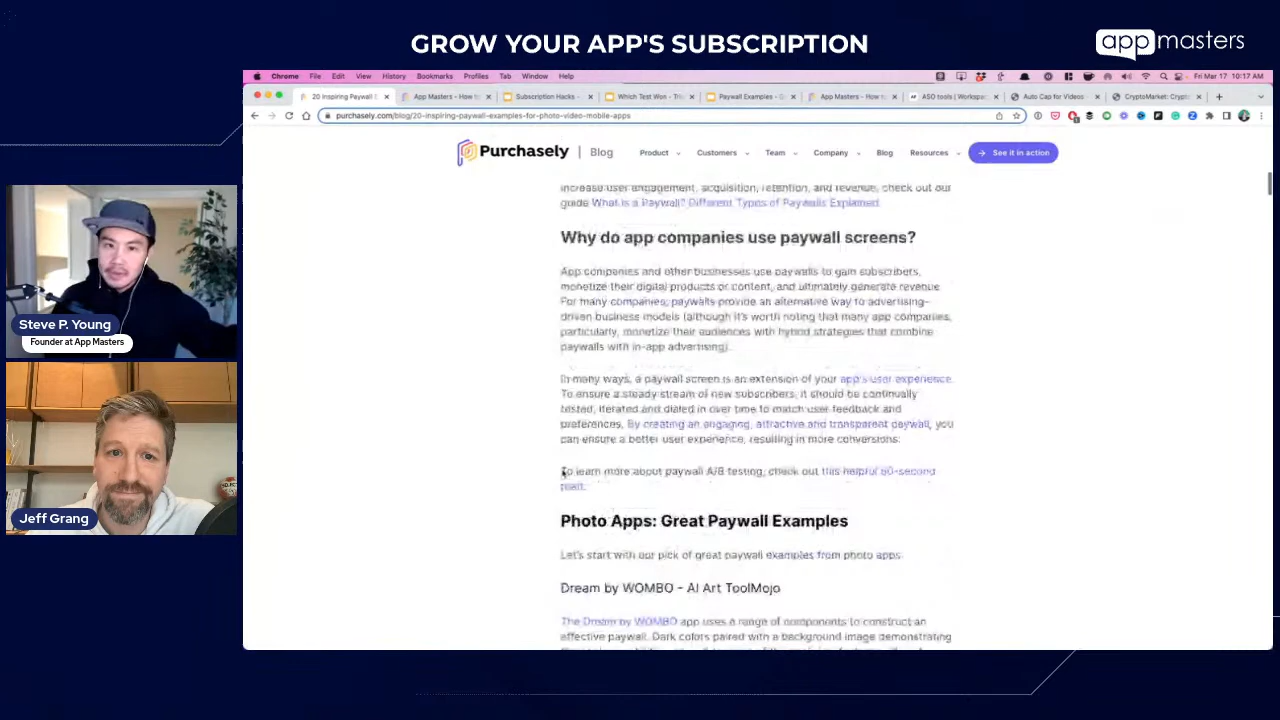 GROW YOUR APP'S SUBSCRIPTION
app masters
Chrome File Edit View History Bookmarks Profiles Tab Window Help
Fri Mar 17 10:17 AM
20 Inspiring Paywall
App Masters - How to
Subscription Hacks -
Which Test Won -
Paywall Examples -
App Masters - How to
ASO tools | Workspac
Auto Cap for Videos
CryptoMarket: Crypto
purchasely.com/blog/20-inspiring-paywall-examples-for-photo-video-mobile-apps
Purchasely | Blog
Product Customers Team Company Blog Resources See it in action
increase user engagement, acquisition, retention, and revenue, check out our
guide What is a Paywall? Different Types of Paywalls Explained.
Why do app companies use paywall screens?
App companies and other businesses use paywalls to gain subscribers,
monetize their digital products or content, and ultimately generate revenue.
For many companies, paywalls provide an alternative way to advertising-
driven business models (although it's worth noting that many app companies,
particularly, monetize their audiences with hybrid strategies that combine
paywalls with in-app advertising).
In many ways, a paywall screen is an extension of your app's user experience.
To ensure a steady stream of new subscribers, it should be continually
tested, iterated and dialed in over time to match user feedback and
preferences. By creating an engaging, attractive and transparent paywall, you
can ensure a better user experience, resulting in more conversions.
To learn more about paywall A/B testing, check out this helpful 60-second
read.
Photo Apps: Great Paywall Examples
Let's start with our pick of great paywall examples from photo apps.
Dream by WOMBO - AI Art ToolMojo
The Dream by WOMBO app uses a range of components to construct an
effective paywall. Dark colors paired with a background image demonstrating
Steve P. Young
Founder at App Masters
Jeff Grang